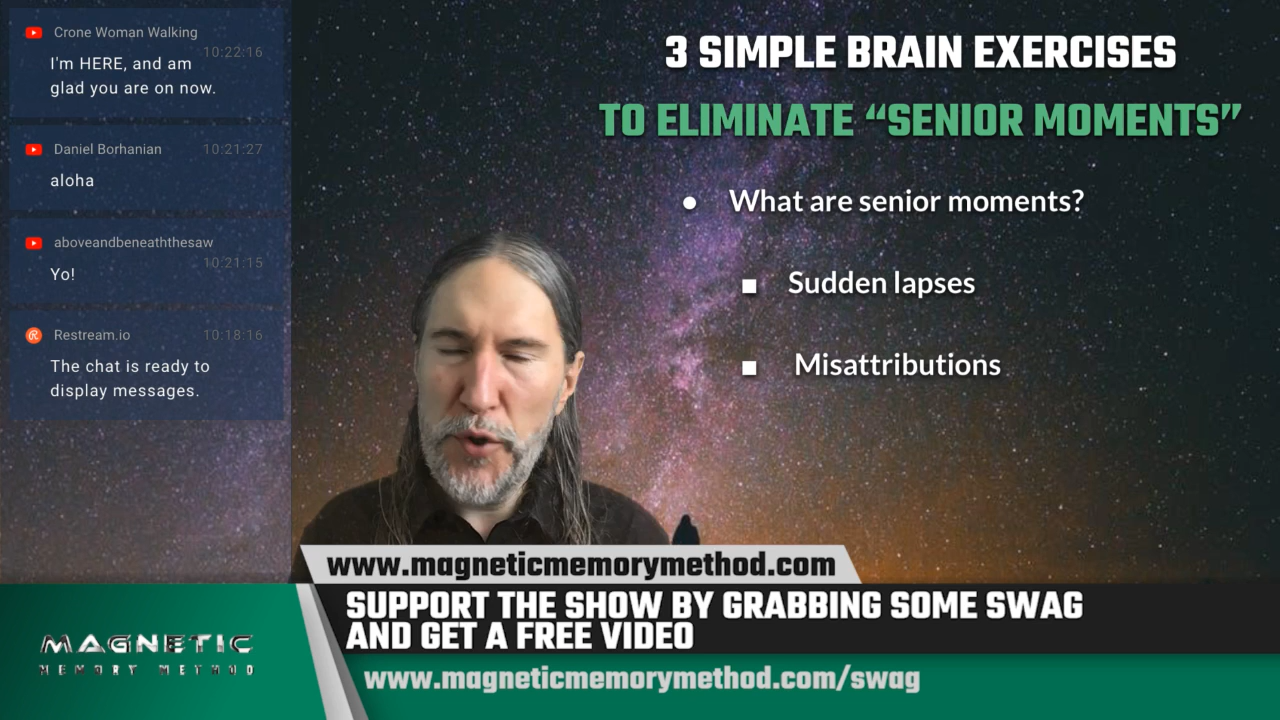 Crone Woman Walking
10:22:16
I'm HERE, and am
glad you are on now.
Daniel Borhanian 10:21:27
aloha
aboveandbeneaththesaw
10:21:15
Yo!
Restream.io 10:18:16
The chat is ready to
display messages.
3 SIMPLE BRAIN EXERCISES
TO ELIMINATE “SENIOR MOMENTS”
● What are senior moments?
■ Sudden lapses
■ Misattributions
www.magneticmemorymethod.com
SUPPORT THE SHOW BY GRABBING SOME SWAG
AND GET A FREE VIDEO
www.magneticmemorymethod.com/swag
MAGNETIC
MEMORY METHOD